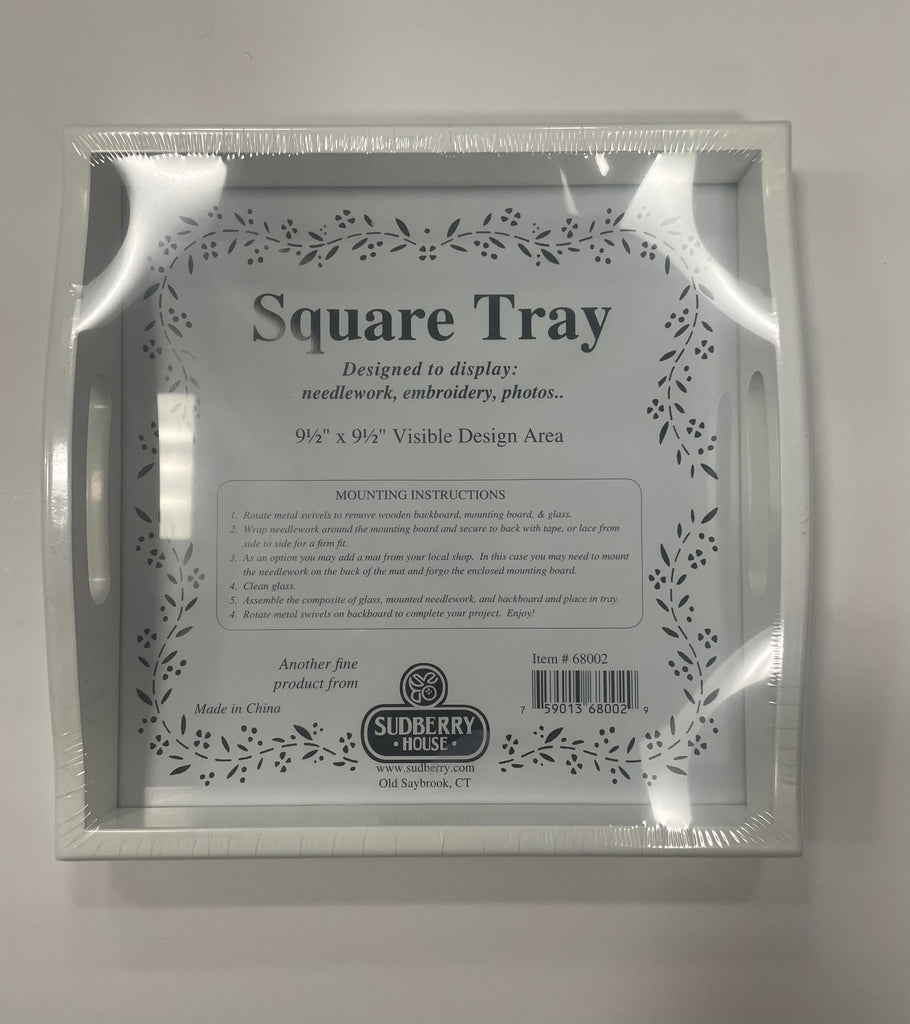 Square Tray
Designed to display:
needlework, embroidery, photos..
9½" x 9½" Visible Design Area
MOUNTING INSTRUCTIONS
1. Rotate metal swivels to remove wooden backboard, mounting board, & glass.
2. Wrap needlework around the mounting board and secure to back with tape, or lace from
side to side for a firm fit.
3. As an option you may add a mat from your local shop. In this case you may need to mount
the needlework on the back of the mat and forgo the enclosed mounting board.
4. Clean glass.
5. Assemble the composite of glass, mounted needlework, and backboard and place in tray.
4. Rotate metal swivels on backboard to complete your project. Enjoy!
Another fine
product from
Made in China
SUDBERRY
· HOUSE ·
www.sudberry.com
Old Saybrook, CT
Item # 68002
7 59013 68002 9